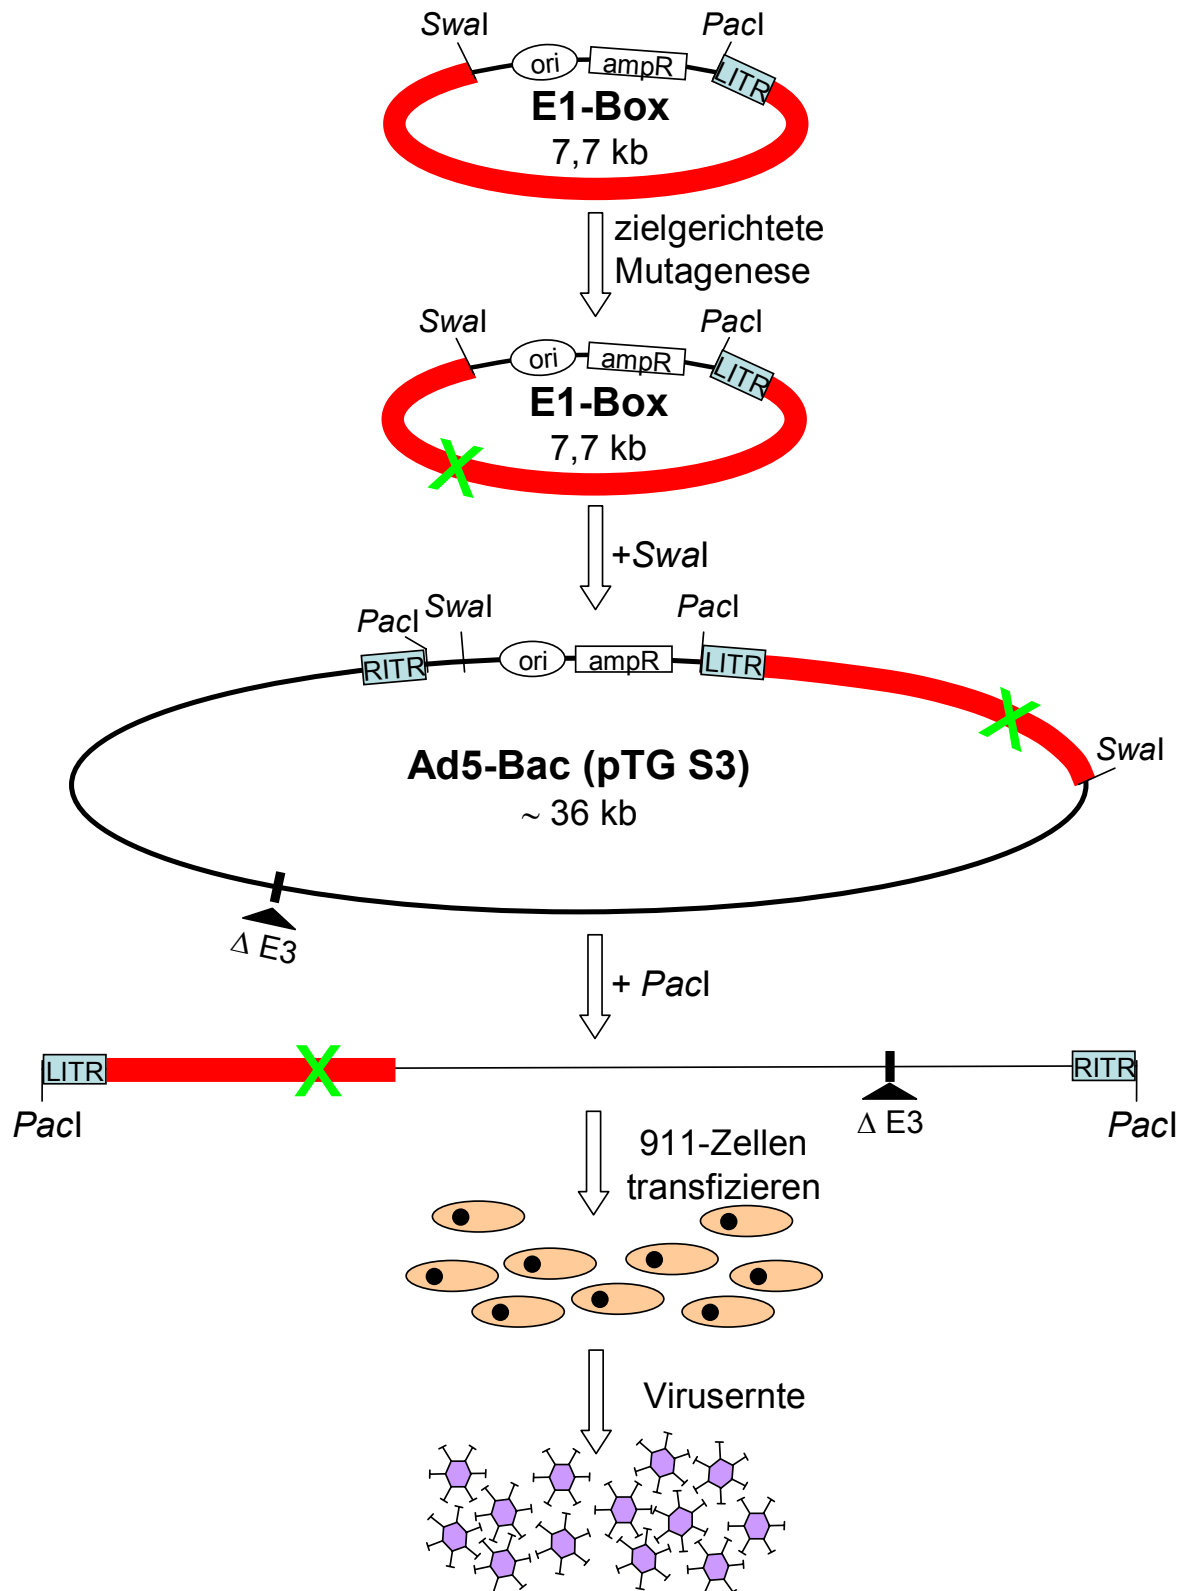 SwaI
PacI
ori
ampR
LITR
E1-Box
7,7 kb
zielgerichtete
Mutagenese
SwaI
PacI
ori
ampR
LITR
E1-Box
7,7 kb
X
+SwaI
PacI
SwaI
PacI
RITR
ori
ampR
LITR
X
SwaI
Ad5-Bac (pTG S3)
~ 36 kb
Δ E3
+ PacI
LITR
X
RITR
PacI
Δ E3
PacI
911-Zellen
transfizieren
Virusernte